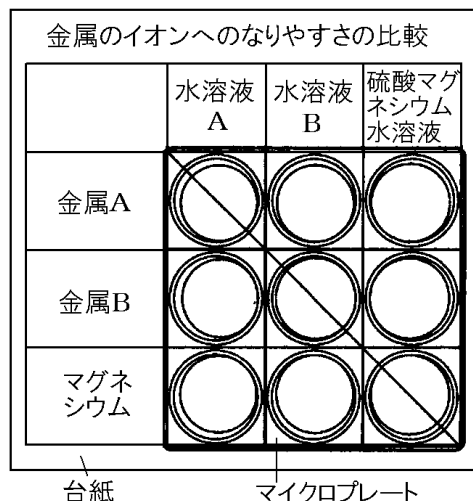 金属のイオンへのなりやすさの比較
水溶液
A
水溶液
B
硫酸マグ
ネシウム
水溶液
金属A
金属B
マグネ
シウム
台紙
マイクロプレート